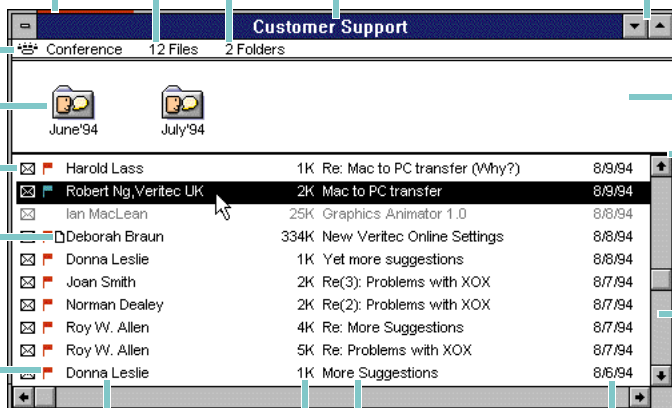 Customer Support
Conference 12 Files 2 Folders
June'94 July'94
Harold Lass 1K Re: Mac to PC transfer (Why?) 8/9/94
Robert Ng,Veritec UK 2K Mac to PC transfer 8/9/94
Ian MacLean 25K Graphics Animator 1.0 8/8/94
Deborah Braun 334K New Veritec Online Settings 8/8/94
Donna Leslie 1K Yet more suggestions 8/8/94
Joan Smith 2K Re(3): Problems with XOX 8/7/94
Norman Dealey 2K Re(2): Problems with XOX 8/7/94
Roy W. Allen 4K Re: More Suggestions 8/7/94
Roy W. Allen 5K Re: Problems with XOX 8/7/94
Donna Leslie 1K More Suggestions 8/6/94